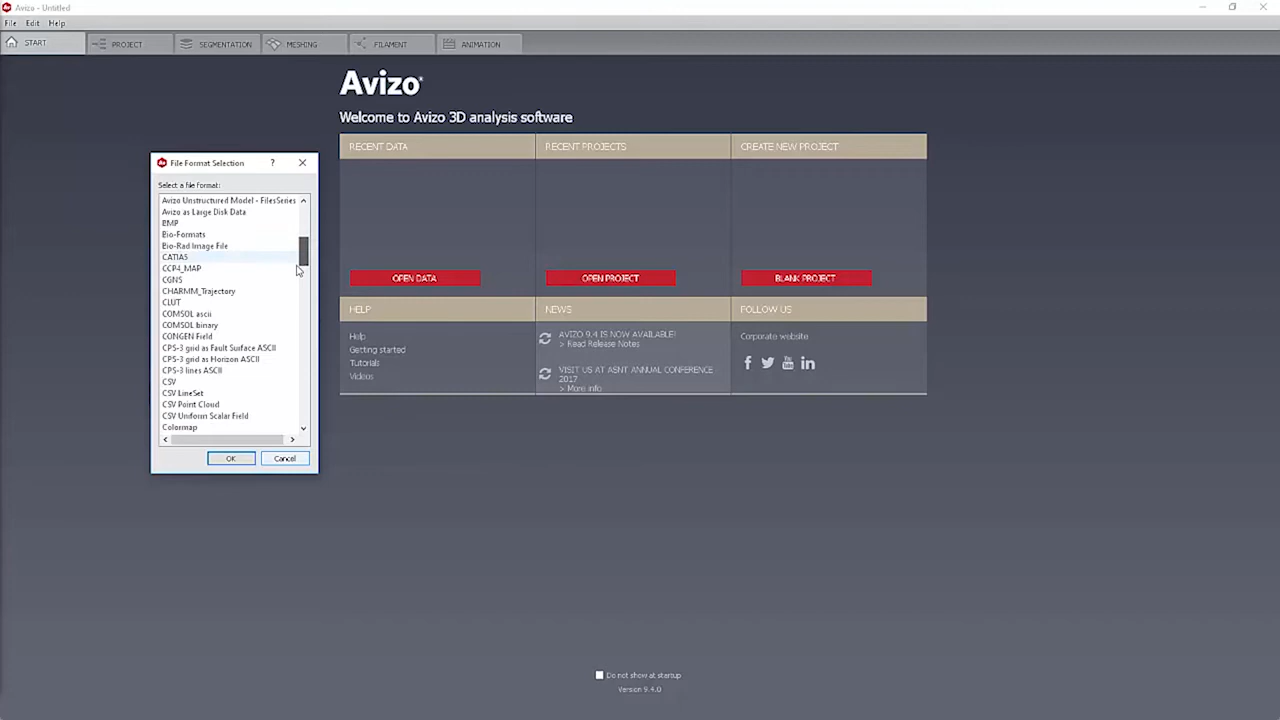 Avizo - Untitled
File Edit Help
START PROJECT SEGMENTATION MESHING FILAMENT ANIMATION
Avizo
Welcome to Avizo 3D analysis software
RECENT DATA RECENT PROJECTS CREATE NEW PROJECT
OPEN DATA OPEN PROJECT BLANK PROJECT
HELP NEWS FOLLOW US
Help
Getting started
Tutorials
Videos
AVIZO 9.4 IS NOW AVAILABLE!
> Read Release Notes
VISIT US AT ASNT ANNUAL CONFERENCE
2017
> More info
Corporate website
File Format Selection
Select a file format:
Avizo Unstructured Model - FilesSeries
Avizo as Large Disk Data
BMP
Bio-Formats
Bio-Rad Image File
CATIA5
CCP4_MAP
CGNS
CHARMM_Trajectory
CLUT
COMSOL ascii
COMSOL binary
CONGEN Field
CPS-3 grid as Fault Surface ASCII
CPS-3 grid as Horizon ASCII
CPS-3 lines ASCII
CSV
CSV LineSet
CSV Point Cloud
CSV Uniform Scalar Field
Colormap
OK Cancel
Do not show at startup
Version 9.4.0